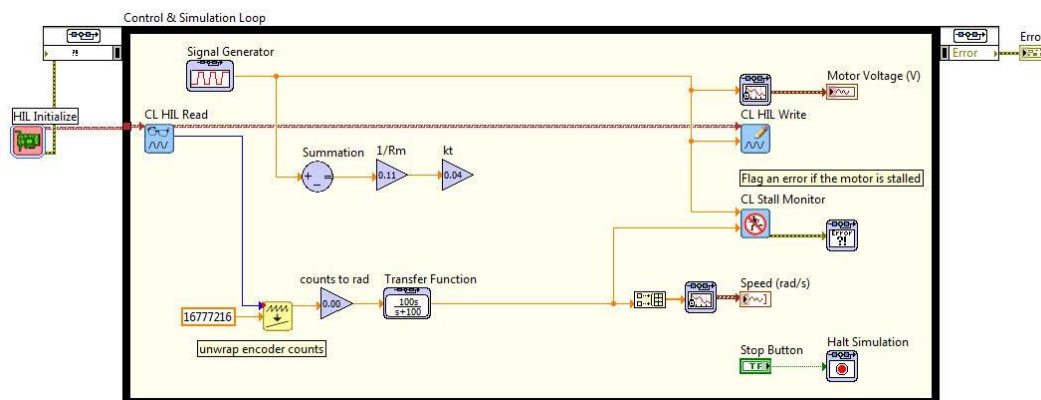 Control & Simulation Loop
?!
Error
Erro
Signal Generator
Motor Voltage (V)
HIL Initialize
CL HIL Read
CL HIL Write
Summation
1/Rm
kt
0.11
0.04
Flag an error if the motor is stalled
CL Stall Monitor
Error
?!
counts to rad
Transfer Function
Speed (rad/s)
0.00
100s
s+100
16777216
unwrap encoder counts
Stop Button
Halt Simulation
TF